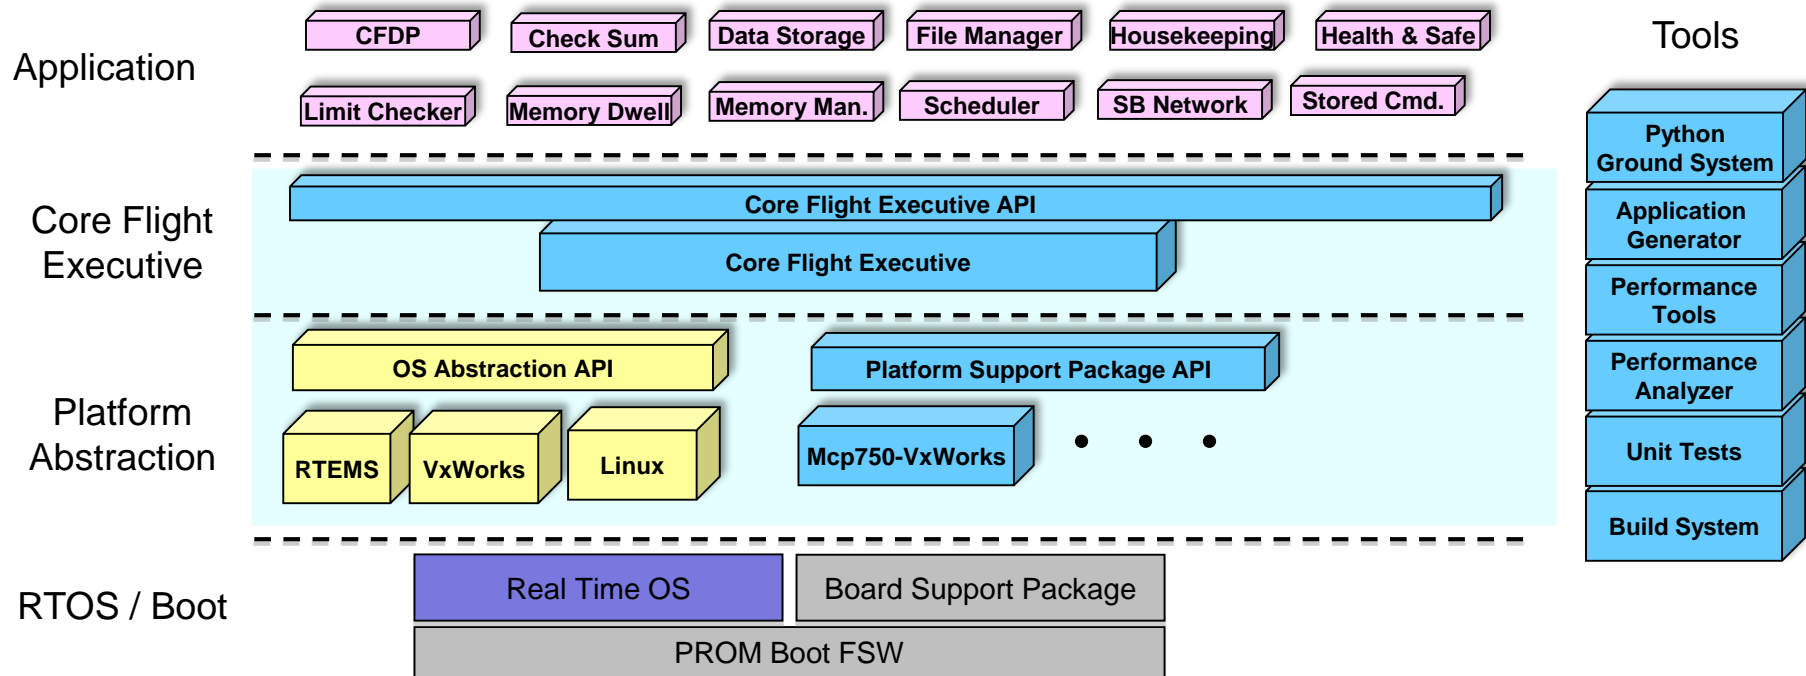 Application
CFDP
Check Sum
Data Storage
File Manager
Housekeeping
Health & Safe
Limit Checker
Memory Dwell
Memory Man.
Scheduler
SB Network
Stored Cmd.
Core Flight
Executive
Core Flight Executive API
Core Flight Executive
Platform
Abstraction
OS Abstraction API
Platform Support Package API
RTEMS
VxWorks
Linux
Mcp750-VxWorks
• • •
RTOS / Boot
Real Time OS
Board Support Package
PROM Boot FSW
Tools
Python
Ground System
Application
Generator
Performance
Tools
Performance
Analyzer
Unit Tests
Build System